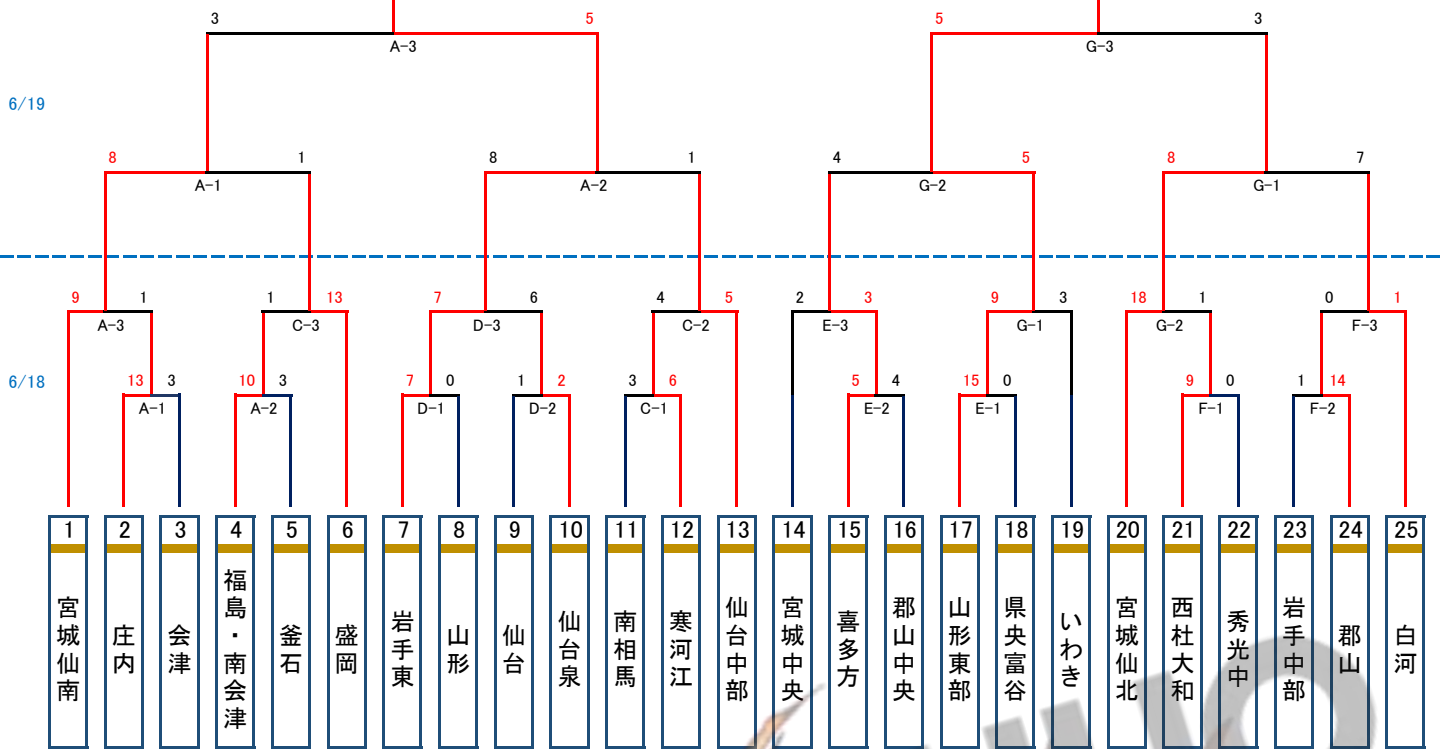 3 5 5 3
A-3 G-3
6/19
8 1 8 1 4 5 8 7
A-1 A-2 G-2 G-1
9 1 1 13 7 6 4 5 2 3 9 3 18 1 0 1
A-3 C-3 D-3 C-2 E-3 G-1 G-2 F-3
6/18
13 3 10 3 7 0 1 2 3 6 5 4 15 0 9 0 1 14
A-1 A-2 D-1 D-2 C-1 E-2 E-1 F-1 F-2
1 2 3 4 5 6 7 8 9 10 11 12 13 14 15 16 17 18 19 20 21 22 23 24 25
宮城仙南
庄内
会津
福島・南会津
釜石
盛岡
岩手東
山形
仙台
仙台泉
南相馬
寒河江
仙台中部
宮城中央
喜多方
郡山中央
山形東部
県央富谷
いわき
宮城仙北
西杜大和
秀光中
岩手中部
郡山
白河